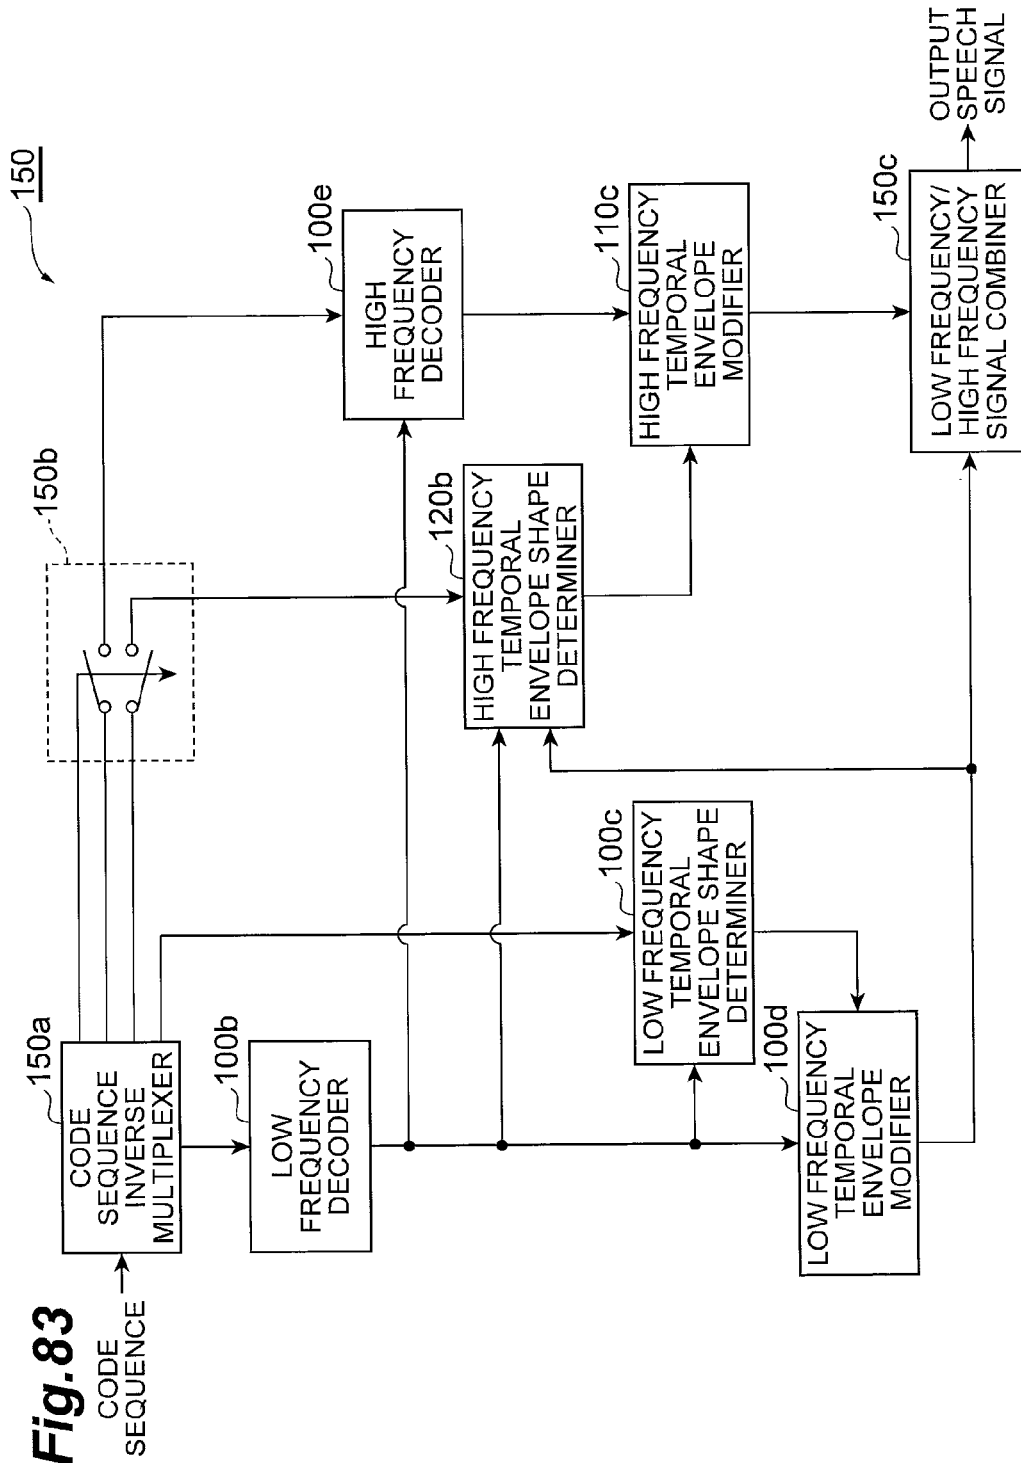 Fig.83
150
CODE
SEQUENCE
150a
CODE
SEQUENCE
INVERSE
MULTIPLEXER
150b
100b
LOW
FREQUENCY
DECODER
100e
HIGH
FREQUENCY
DECODER
120b
HIGH FREQUENCY
TEMPORAL
ENVELOPE SHAPE
DETERMINER
100c
LOW FREQUENCY
TEMPORAL
ENVELOPE SHAPE
DETERMINER
110c
HIGH FREQUENCY
TEMPORAL
ENVELOPE
MODIFIER
100d
LOW FREQUENCY
TEMPORAL
ENVELOPE
MODIFIER
150c
LOW FREQUENCY/
HIGH FREQUENCY
SIGNAL COMBINER
OUTPUT
SPEECH
SIGNAL